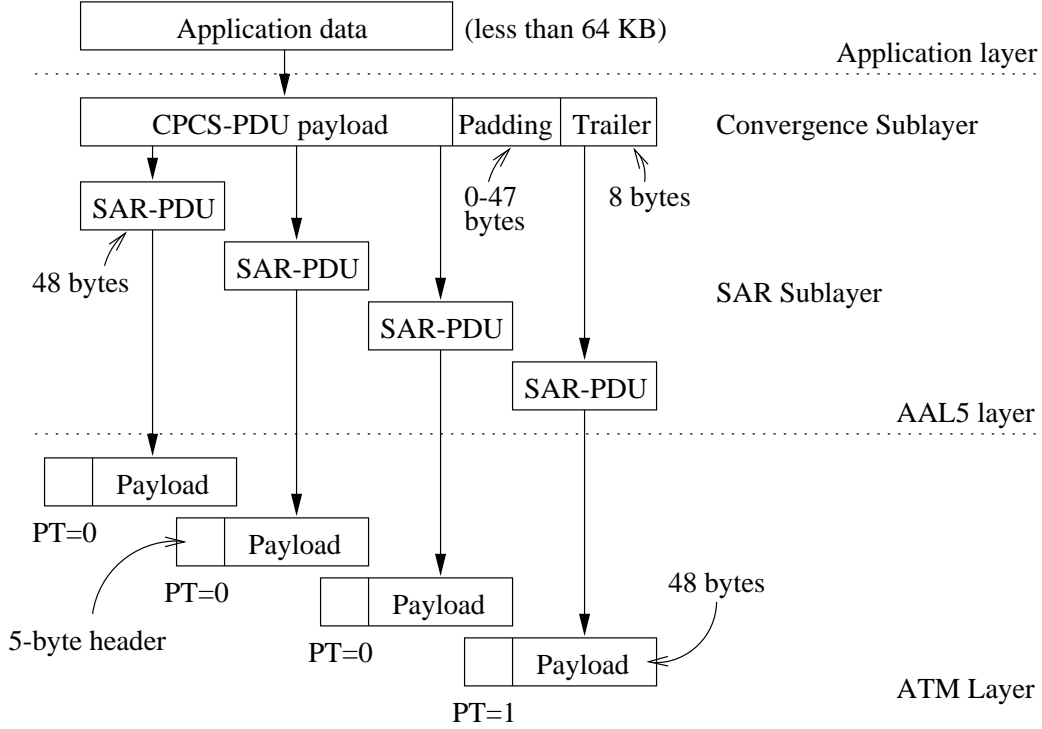 Application data
(less than 64 KB)
Application layer
CPCS-PDU payload
Padding
Trailer
Convergence Sublayer
SAR-PDU
0-47
bytes
8 bytes
48 bytes
SAR-PDU
SAR Sublayer
SAR-PDU
SAR-PDU
AAL5 layer
Payload
PT=0
Payload
PT=0
Payload
48 bytes
5-byte header
PT=0
Payload
ATM Layer
PT=1